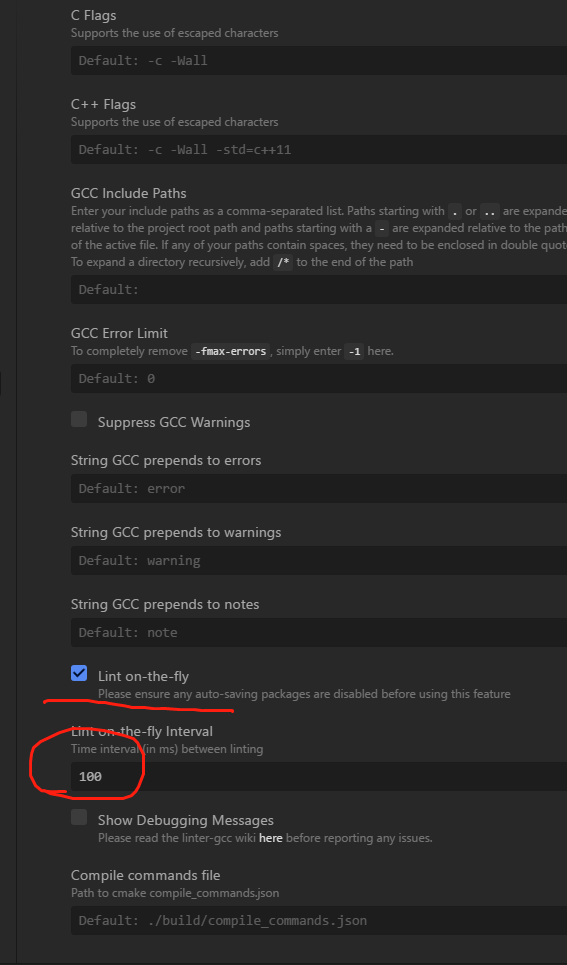 C Flags
Supports the use of escaped characters
Default: -c -Wall
C++ Flags
Supports the use of escaped characters
Default: -c -Wall -std=c++11
GCC Include Paths
Enter your include paths as a comma-separated list. Paths starting with . or .. are expande
relative to the project root path and paths starting with a - are expanded relative to the path
of the active file. If any of your paths contain spaces, they need to be enclosed in double quot
To expand a directory recursively, add /* to the end of the path
Default:
GCC Error Limit
To completely remove -fmax-errors, simply enter -1 here.
Default: 0
Suppress GCC Warnings
String GCC prepends to errors
Default: error
String GCC prepends to warnings
Default: warning
String GCC prepends to notes
Default: note
Lint on-the-fly
Please ensure any auto-saving packages are disabled before using this feature
Lint on-the-fly Interval
Time interval (in ms) between linting
100
Show Debugging Messages
Please read the linter-gcc wiki here before reporting any issues.
Compile commands file
Path to cmake compile_commands.json
Default: ./build/compile_commands.json